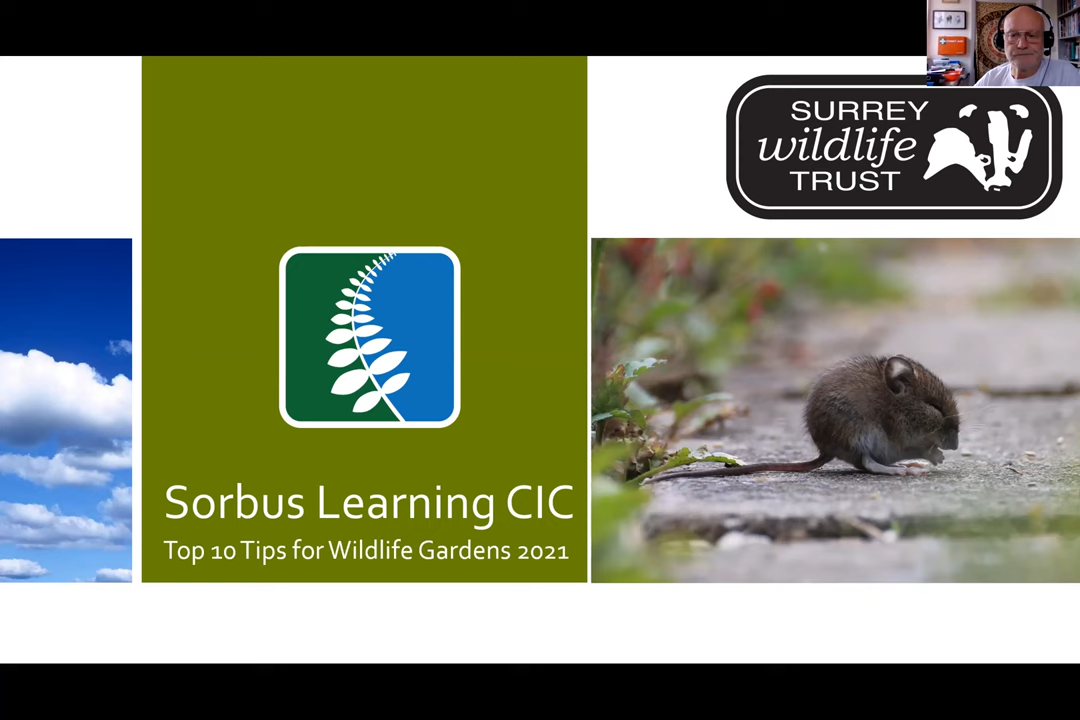 SURREY
wildlife
TRUST
Sorbus Learning CIC
Top 10 Tips for Wildlife Gardens 2021